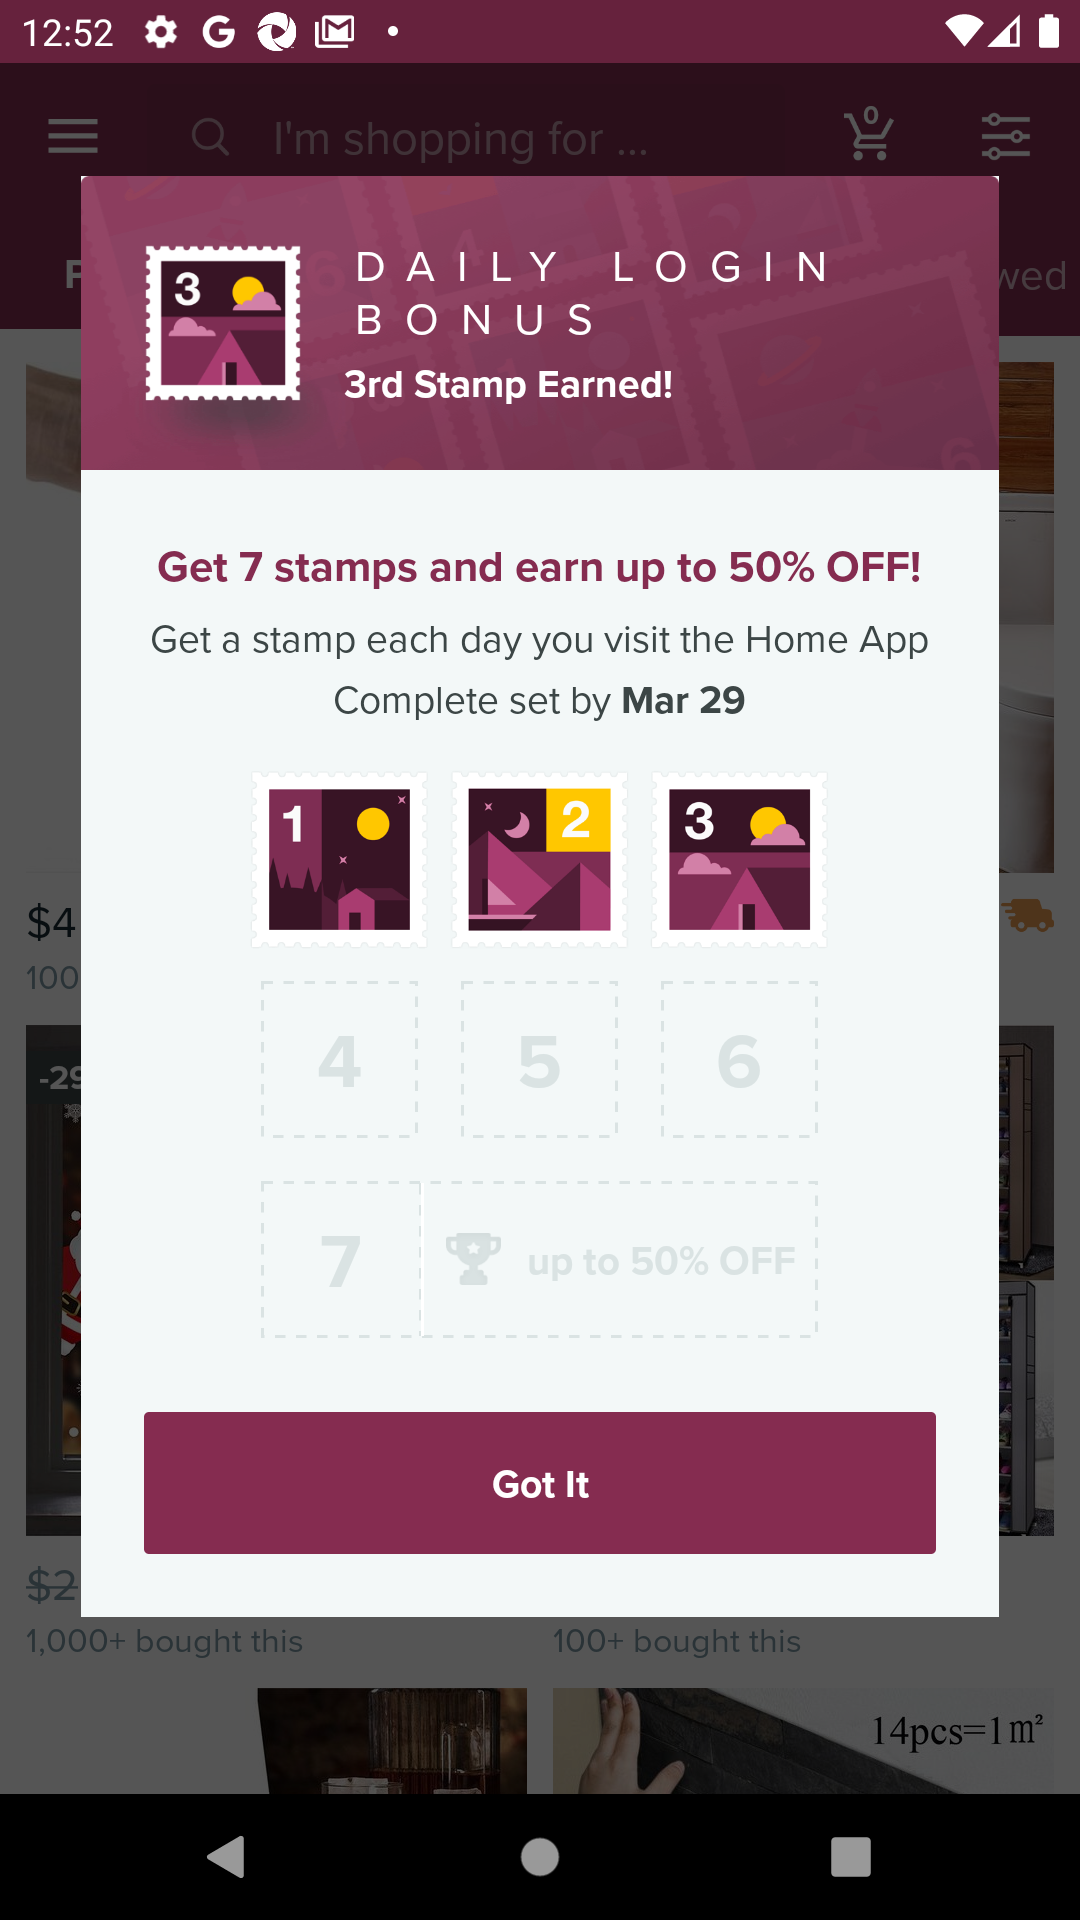 12:52
0
I'm shopping for ...
wed
3
DAILY LOGIN
BONUS
3rd Stamp Earned!
Get 7 stamps and earn up to 50% OFF!
Get a stamp each day you visit the Home App
Complete set by Mar 29
1 2 3
4 5 6
7 up to 50% OFF
Got It
$4
100
-29
$2
1,000+ bought this
100+ bought this
14pcs=1m²